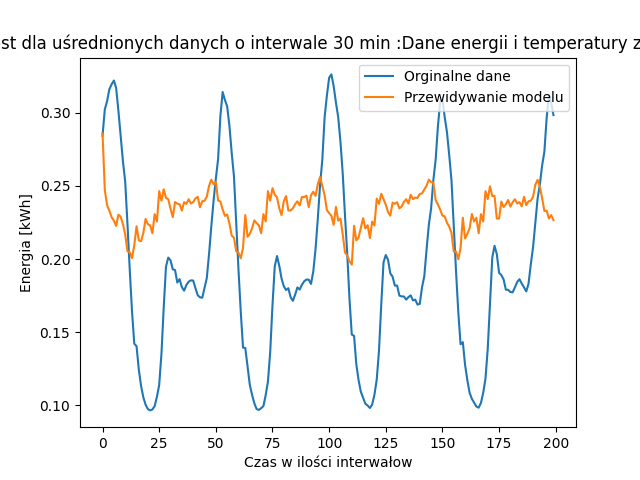 st dla uśrednionych danych o interwale 30 min :Dane energii i temperatury z
Orginalne dane
Przewidywanie modelu
Energia [kWh]
0.30
0.25
0.20
0.15
0.10
0 25 50 75 100 125 150 175 200
Czas w ilości interwałow